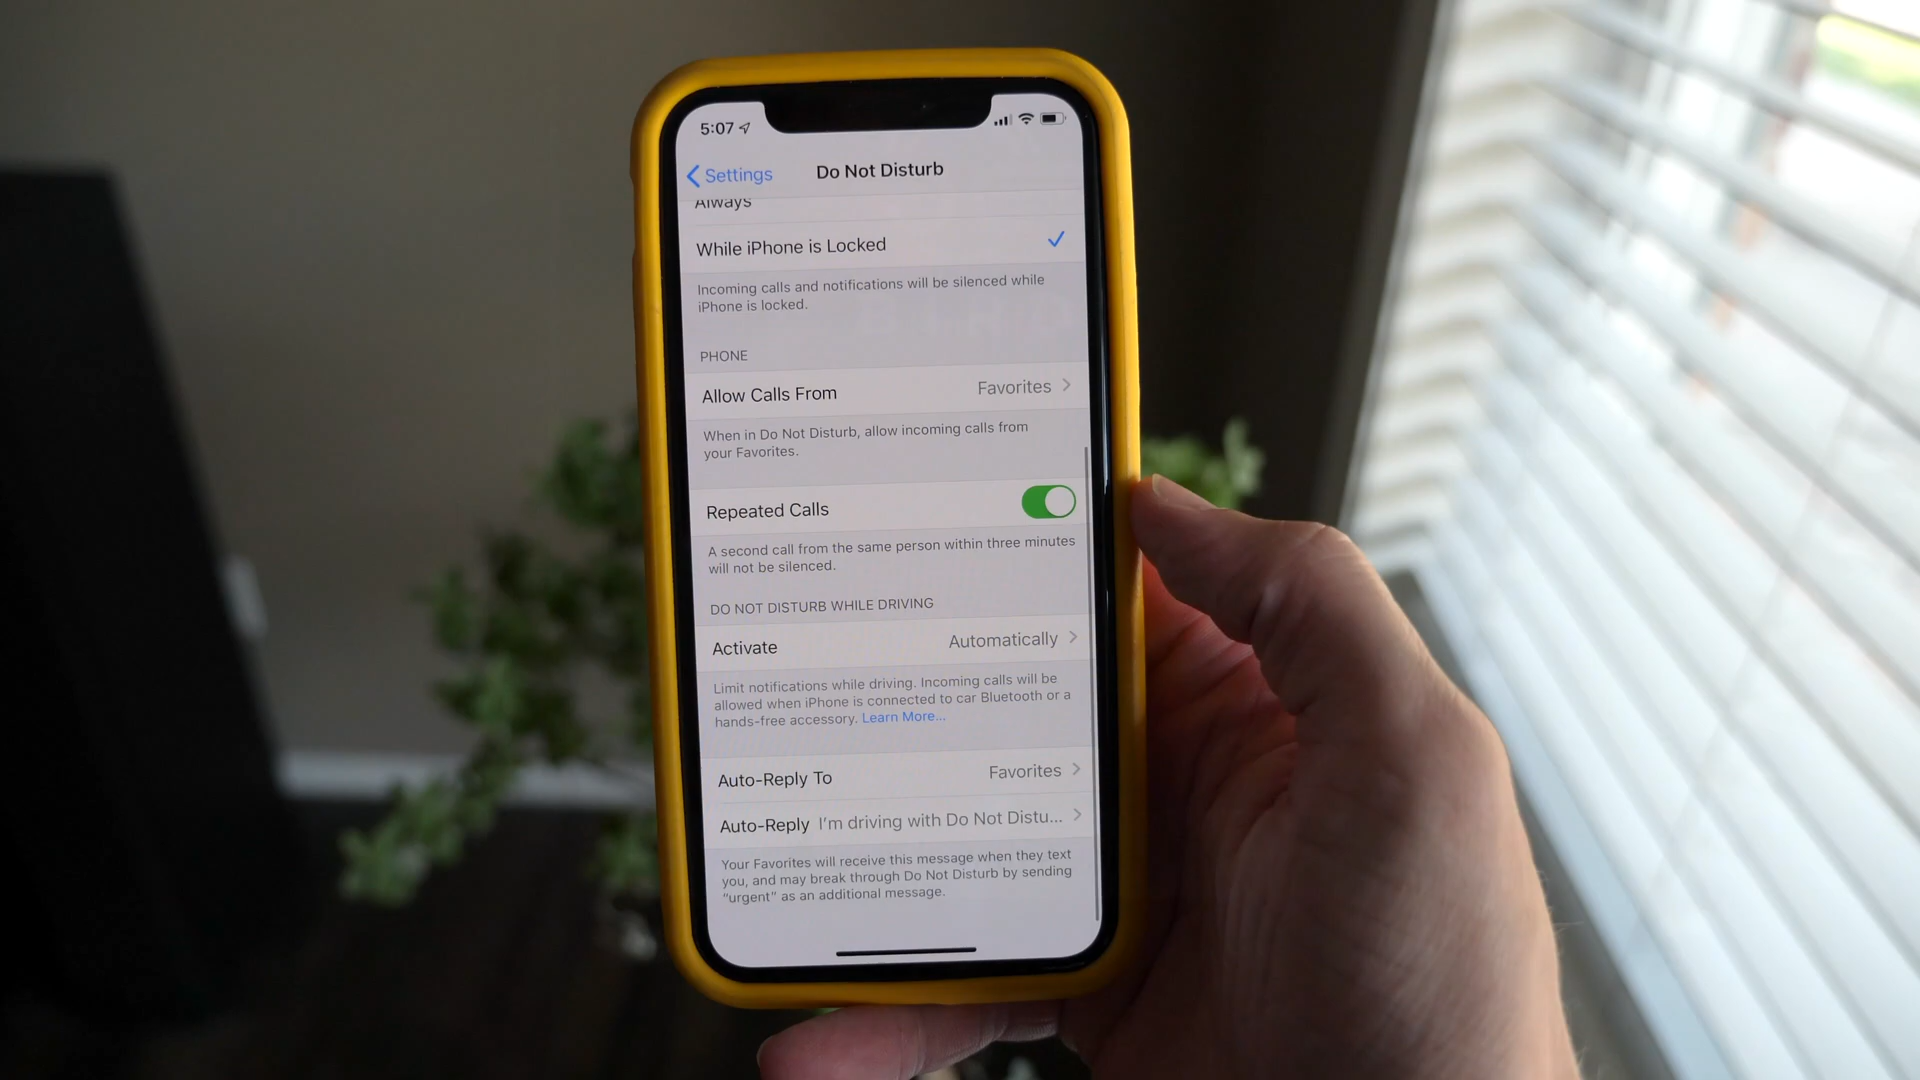 5:07
Settings
Do Not Disturb
Always
While iPhone is Locked
Incoming calls and notifications will be silenced while
iPhone is locked.
PHONE
Allow Calls From Favorites
When in Do Not Disturb, allow incoming calls from
your Favorites.
Repeated Calls
A second call from the same person within three minutes
will not be silenced.
DO NOT DISTURB WHILE DRIVING
Activate Automatically
Limit notifications while driving. Incoming calls will be
allowed when iPhone is connected to car Bluetooth or a
hands-free accessory. Learn More...
Auto-Reply To Favorites
Auto-Reply I'm driving with Do Not Distu...
Your Favorites will receive this message when they text
you, and may break through Do Not Disturb by sending
"urgent" as an additional message.